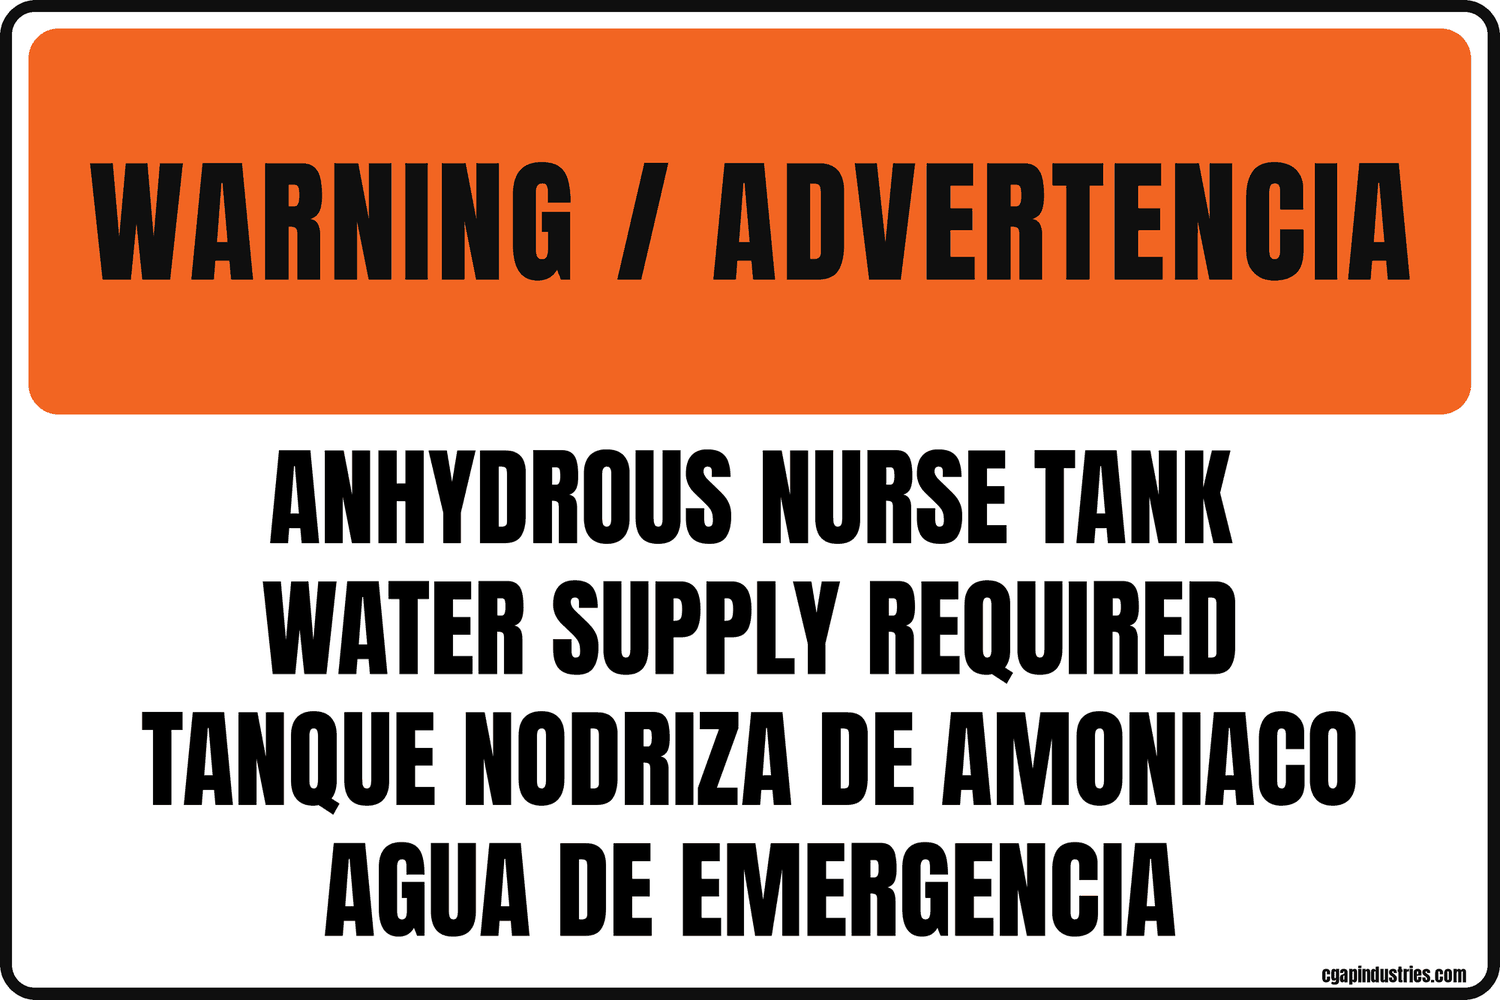 WARNING / ADVERTENCIA
ANHYDROUS NURSE TANK
WATER SUPPLY REQUIRED
TANQUE NODRIZA DE AMONIACO
AGUA DE EMERGENCIA
cgapindustries.com